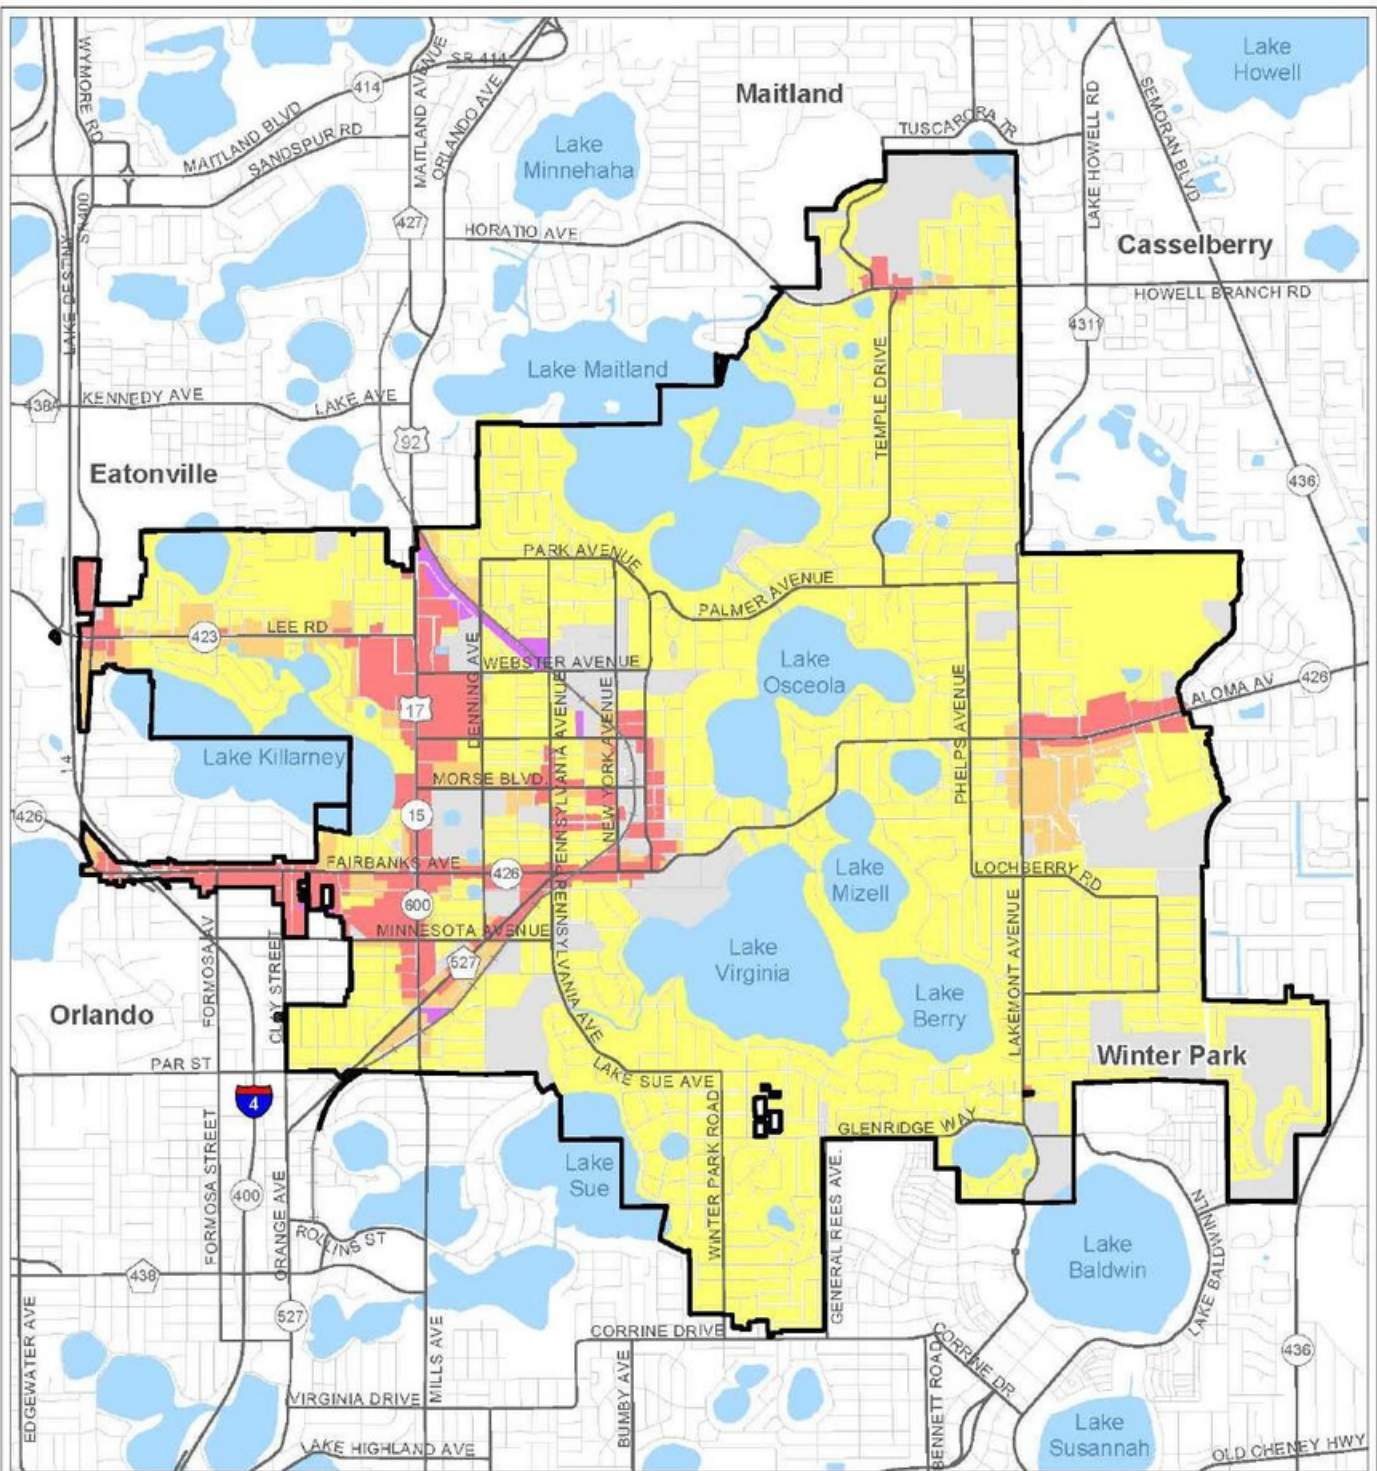 WYMORE RD
MAITLAND AVENUE
SR 414
414
MAITLAND BLVD
SANDSPUR RD
ORLANDO AVE
Maitland
Lake
Howell
Lake
Minnehaha
TUSCARORA TR
LAKE HOWELL RD
SEMORAN BLVD
SR400
427
HORATIO AVE
Casselberry
LAKE DESTINY
HOWELL BRANCH RD
4311
Lake Maitland
TEMPLE DRIVE
438A
KENNEDY AVE
LAKE AVE
92
Eatonville
436
PARK AVENUE
PALMER AVENUE
423
LEE RD
DENNING AVE
WEBSTER AVENUE
Lake
Osceola
PHELPS AVENUE
426
ALOMA AV
17
PENNSYLVANIA AVENUE
NEW YORK AVENUE
Lake Killarney
MORSE BLVD
15
426
FAIRBANKS AVE
426
Lake
Mizell
LOCHBERRY RD
600
MINNESOTA AVENUE
527
PENNSYLVANIA AVE
LAKEMONT AVENUE
Lake
Virginia
FORMOSA AV
CLAY STREET
Orlando
Lake
Berry
Winter Park
PAR ST
LAKE SUE AVE
4
GLENRIDGE WAY
FORMOSA STREET
WINTER PARK ROAD
Lake
Sue
400
ORANGE AVE
GENERAL REES AVE.
LAKE BALDWIN LN
ROLLINS ST
Lake
Baldwin
438
527
EDGEWATER AVE
MILLS AVE
CORRINE DRIVE
CORRINE DR
436
BUMBY AVE
BENNETT ROAD
VIRGINIA DRIVE
LAKE HIGHLAND AVE
Lake
Susannah
OLD CHENEY HWY